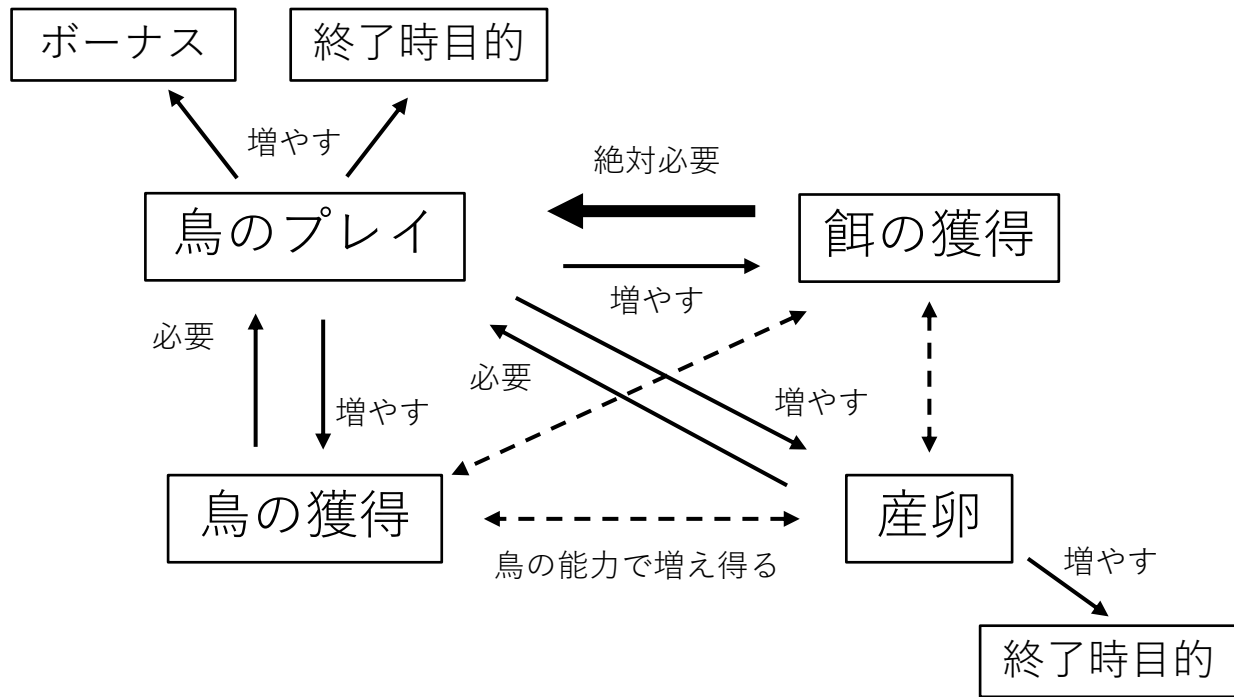 ボーナス
終了時目的
増やす
絶対必要
鳥のプレイ
餌の獲得
増やす
必要
必要
増やす
増やす
鳥の獲得
産卵
鳥の能力で増え得る
増やす
終了時目的